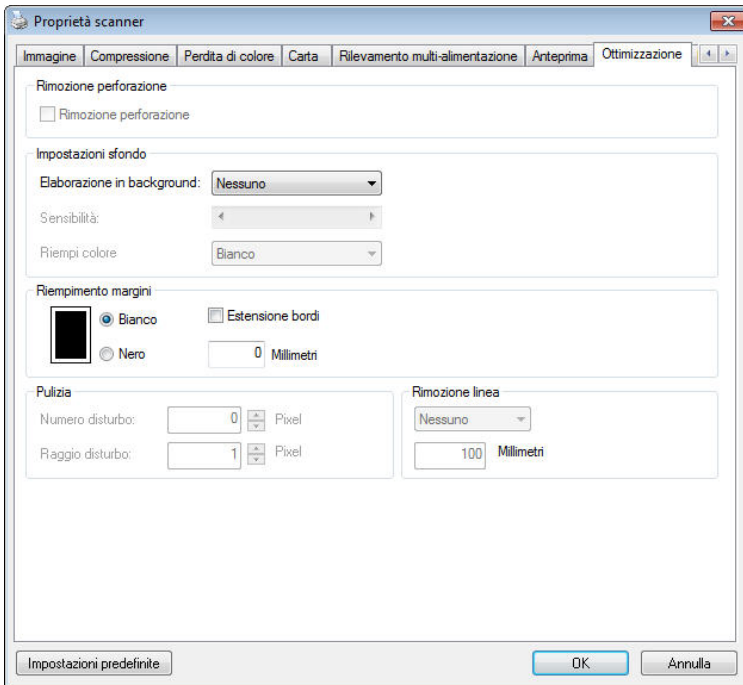 Proprietà scanner
Immagine Compressione Perdita di colore Carta Rilevamento multi-alimentazione Anteprima Ottimizzazione
Rimozione perforazione
Rimozione perforazione
Impostazioni sfondo
Elaborazione in background: Nessuno
Sensibilità:
Riempi colore Bianco
Riempimento margini
Bianco Estensione bordi
Nero 0 Millimetri
Pulizia Rimozione linea
Numero disturbo: 0 Pixel Nessuno
Raggio disturbo: 1 Pixel 100 Millimetri
Impostazioni predefinite OK Annulla